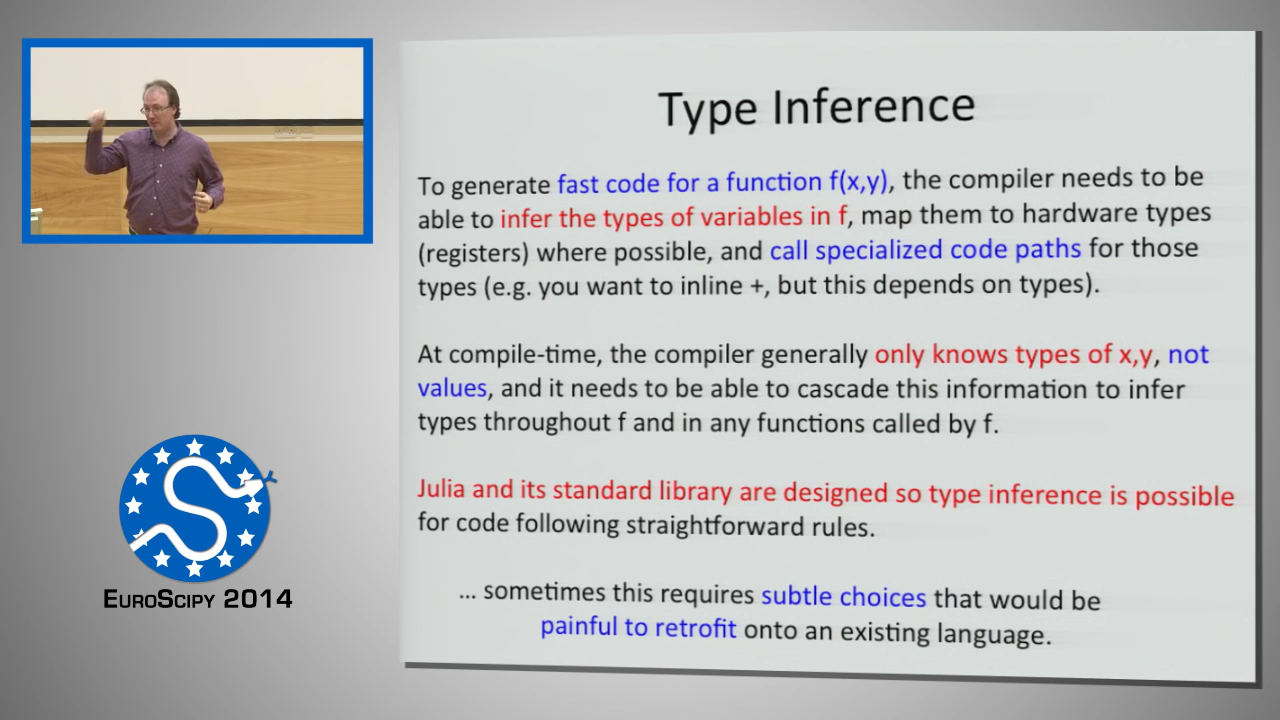 Type Inference
To generate fast code for a function f(x,y), the compiler needs to be
able to infer the types of variables in f, map them to hardware types
(registers) where possible, and call specialized code paths for those
types (e.g. you want to inline +, but this depends on types).
At compile-time, the compiler generally only knows types of x,y, not
values, and it needs to be able to cascade this information to infer
types throughout f and in any functions called by f.
Julia and its standard library are designed so type inference is possible
for code following straightforward rules.
... sometimes this requires subtle choices that would be
painful to retrofit onto an existing language.
EUROSCIPY 2014